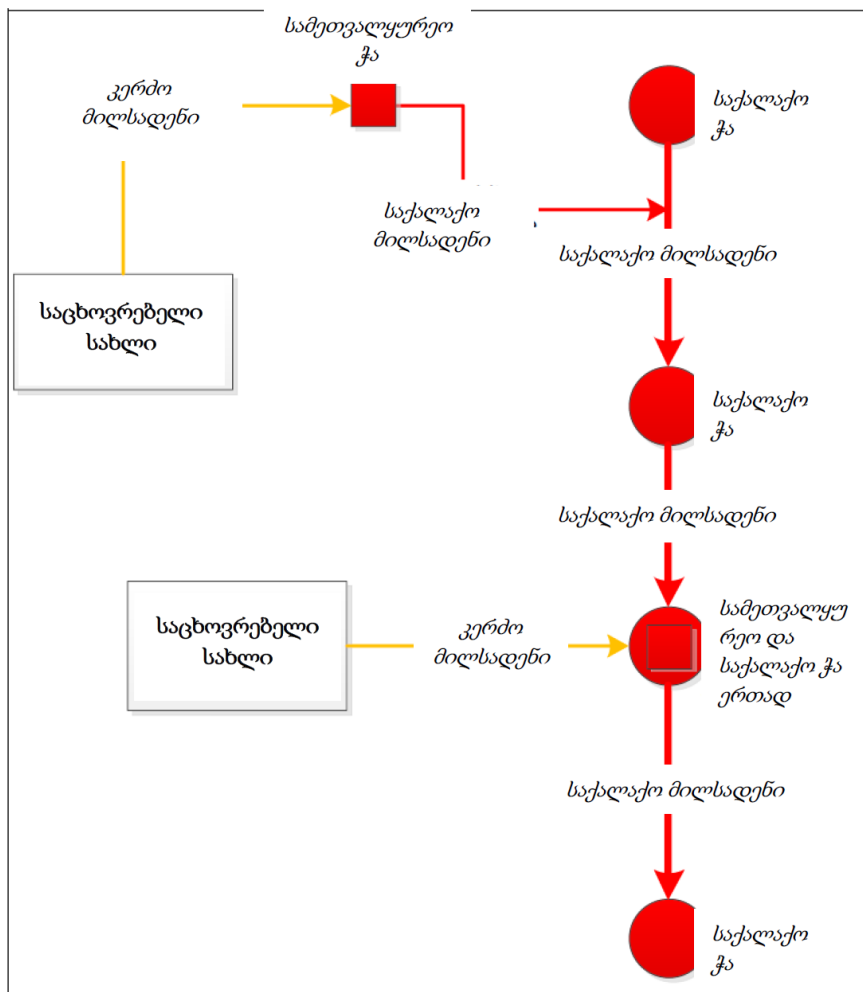 სამეთვალყურეო
ჭა
კერძო
მილსადენი
საქალაქო
ჭა
საქალაქო
მილსადენი
საქალაქო მილსადენი
საცხოვრებელი
სახლი
საქალაქო
ჭა
საქალაქო მილსადენი
საცხოვრებელი
სახლი
კერძო
მილსადენი
სამეთვალყუ
რეო და
საქალაქო ჭა
ერთად
საქალაქო მილსადენი
საქალაქო
ჭა